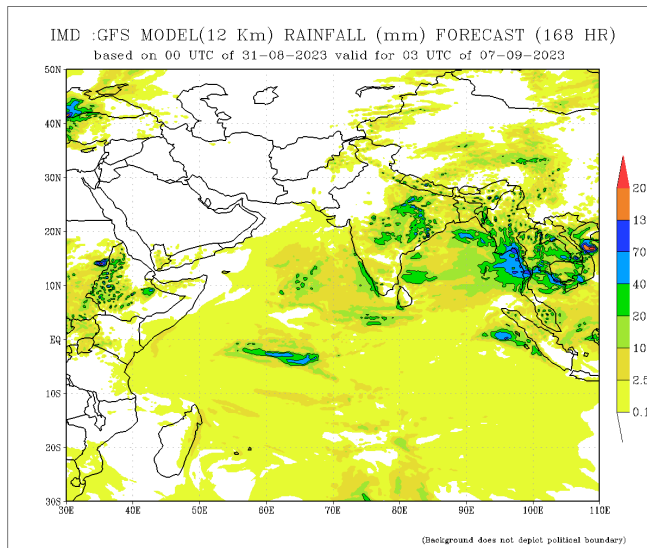 IMD :GFS MODEL(12 Km) RAINFALL (mm) FORECAST (168 HR)
based on 00 UTC of 31-08-2023 valid for 03 UTC of 07-09-2023
50N
40N
30N
20N
10N
EQ
10S
20S
30S
30E 40E 50E 60E 70E 80E 90E 100E 110E
20
13
70
40
20
10
2.5
0.1
(Background does not depict political boundary)